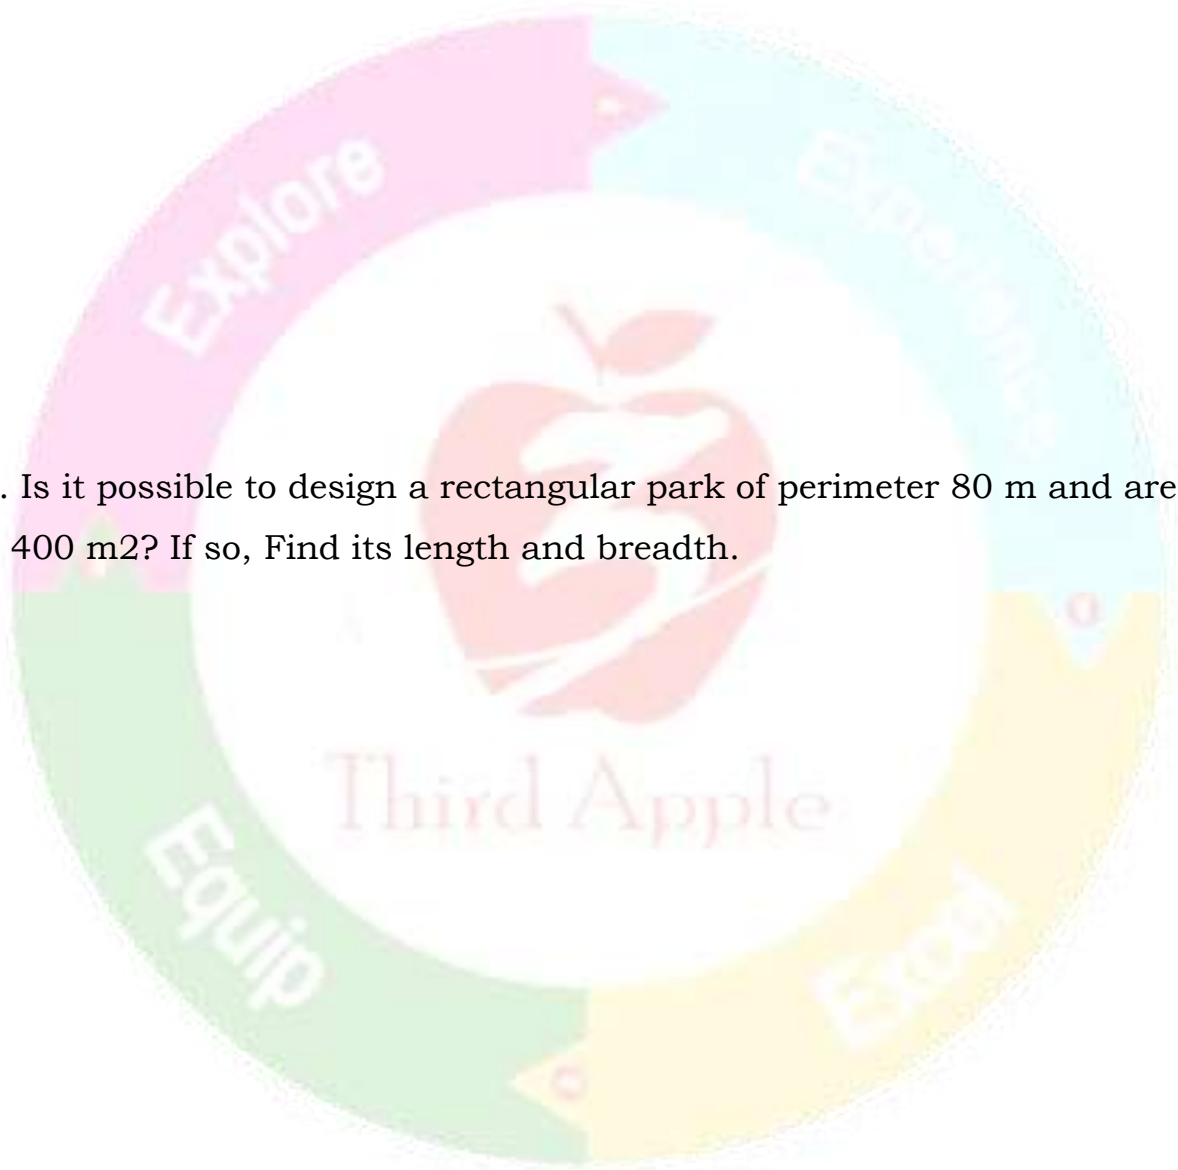 Explore
Experience
. Is it possible to design a rectangular park of perimeter 80 m and are
400 m2? If so, Find its length and breadth.
Third Apple
Equip
Excel